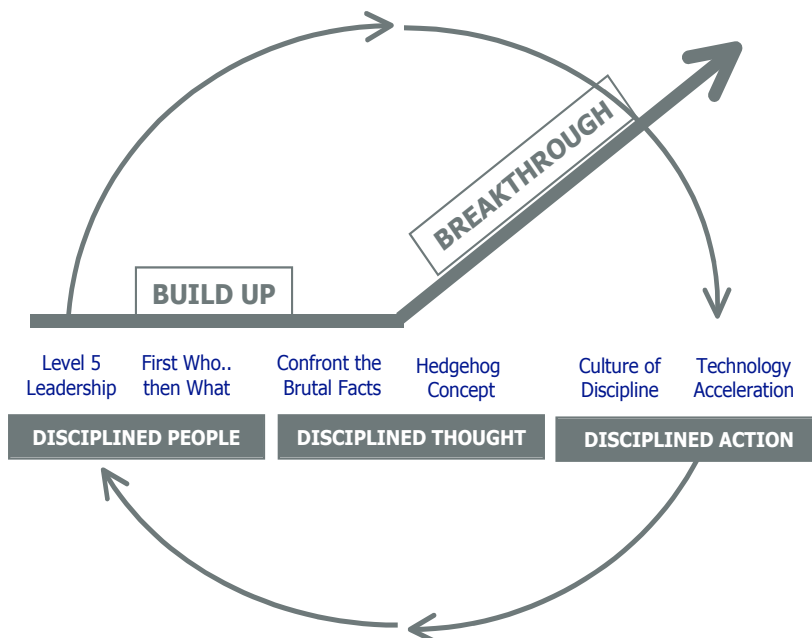 BREAKTHROUGH
BUILD UP
Level 5
Leadership
First Who..
then What
Confront the
Brutal Facts
Hedgehog
Concept
Culture of
Discipline
Technology
Acceleration
DISCIPLINED PEOPLE
DISCIPLINED THOUGHT
DISCIPLINED ACTION